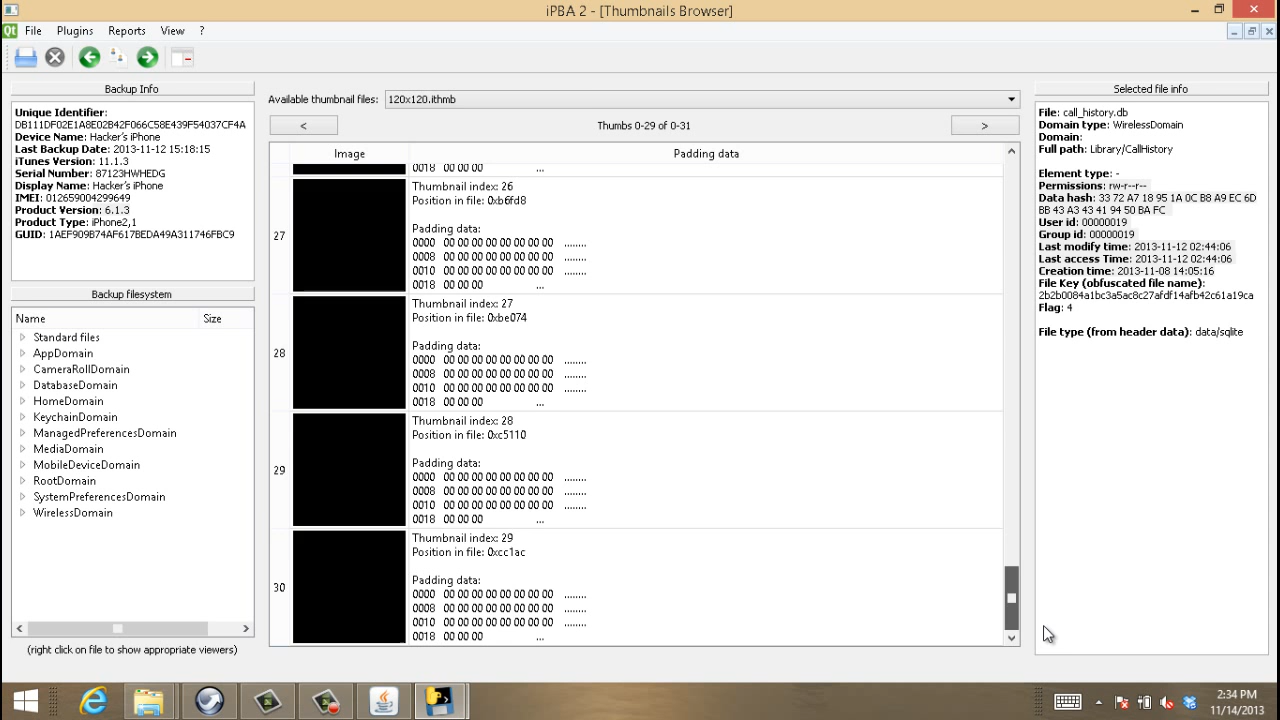 iPBA 2 - [Thumbnails Browser]
Qt File Plugins Reports View ?
Backup Info
Unique Identifier:
DB111DF02E1A8E02B42F066C58E439F54037CF4A
Device Name: Hacker's iPhone
Last Backup Date: 2013-11-12 15:18:15
iTunes Version: 11.1.3
Serial Number: 87123HWHEDG
Display Name: Hacker's iPhone
IMEI: 012659004299649
Product Version: 6.1.3
Product Type: iPhone2,1
GUID: 1AEF909B74AF617BEDA49A311746FBC9
Backup filesystem
Name Size
Standard files
AppDomain
CameraRollDomain
DatabaseDomain
HomeDomain
KeychainDomain
ManagedPreferencesDomain
MediaDomain
MobileDeviceDomain
RootDomain
SystemPreferencesDomain
WirelessDomain
(right click on file to show appropriate viewers)
Available thumbnail files: 120x120.ithmb
< Thumbs 0-29 of 0-31 >
Image Padding data
0018 00 00 00 ...
27
Thumbnail index: 26
Position in file: 0xb6fd8
Padding data:
0000 00 00 00 00 00 00 00 00 ........
0008 00 00 00 00 00 00 00 00 ........
0010 00 00 00 00 00 00 00 00 ........
0018 00 00 00 ...
28
Thumbnail index: 27
Position in file: 0xbe074
Padding data:
0000 00 00 00 00 00 00 00 00 ........
0008 00 00 00 00 00 00 00 00 ........
0010 00 00 00 00 00 00 00 00 ........
0018 00 00 00 ...
29
Thumbnail index: 28
Position in file: 0xc5110
Padding data:
0000 00 00 00 00 00 00 00 00 ........
0008 00 00 00 00 00 00 00 00 ........
0010 00 00 00 00 00 00 00 00 ........
0018 00 00 00 ...
30
Thumbnail index: 29
Position in file: 0xcc1ac
Padding data:
0000 00 00 00 00 00 00 00 00 ........
0008 00 00 00 00 00 00 00 00 ........
0010 00 00 00 00 00 00 00 00 ........
0018 00 00 00 ...
Selected file info
File: call_history.db
Domain type: WirelessDomain
Domain:
Full path: Library/CallHistory
Element type: -
Permissions: rw-r--r--
Data hash: 33 72 A7 18 95 1A 0C B8 A9 EC 6D
BB 43 A3 43 41 94 50 BA FC
User id: 00000019
Group id: 00000019
Last modify time: 2013-11-12 02:44:06
Last access Time: 2013-11-12 02:44:06
Creation time: 2013-11-08 14:05:16
File Key (obfuscated file name):
2b2b0084a1bc3a5ac8c27afdf14afb42c61a19ca
Flag: 4
File type (from header data): data/sqlite
2:34 PM
11/14/2013